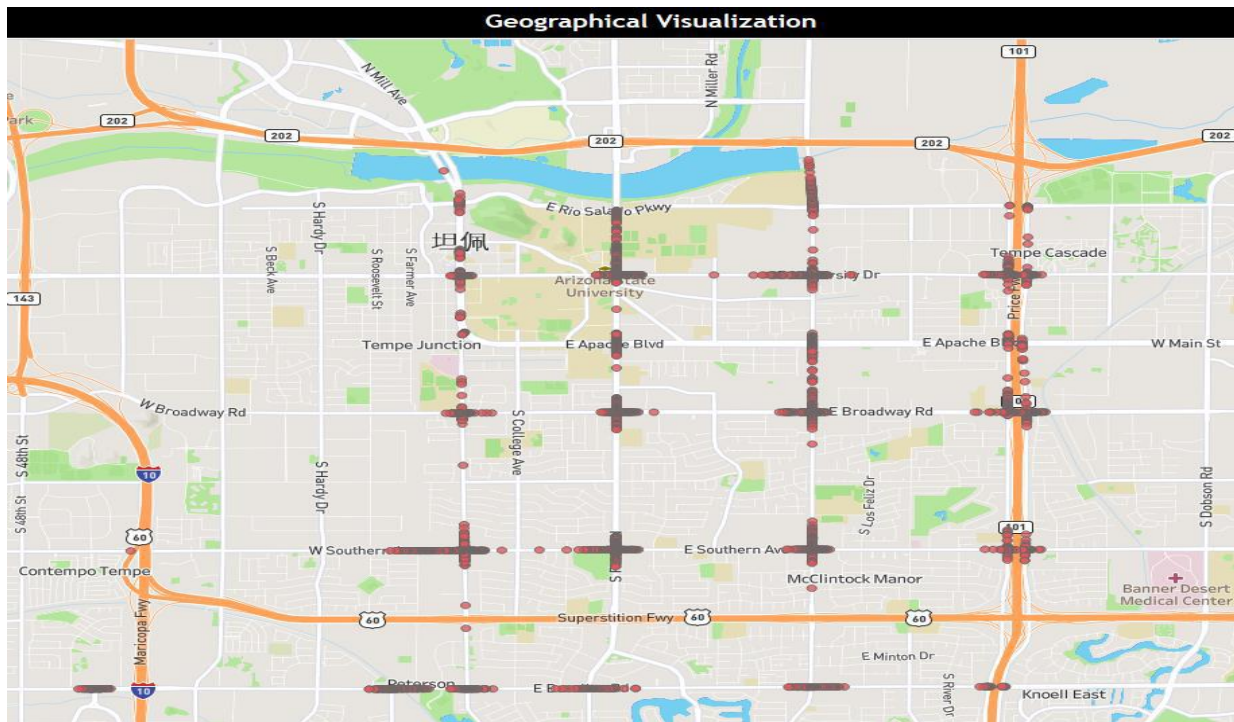 Geographical Visualization
101
N Mill Ave
N Miller Rd
Park
202
202
202
202
202
S Hardy Dr
E Rio Salado Pkwy
坦佩
S Beck Ave
S Roosevelt St
S Farmer Ave
Tempe Cascade
Arizona State
University
143
Price Fwy
Tempe Junction
E Apache Blvd
E Apache
W Main St
W Broadway Rd
E Broadway Rd
S College Ave
S 48th St
S Hardy Dr
10
S 48th St
S Los Feliz Dr
S Dobson Rd
60
101
W Southern
E Southern Av
Contempo Tempe
McClintock Manor
Banner Desert
Medical Center
Maricopa Fwy
60
Superstition Fwy
60
60
E Minton Dr
S River Dr
10
Peterson
Knoell East